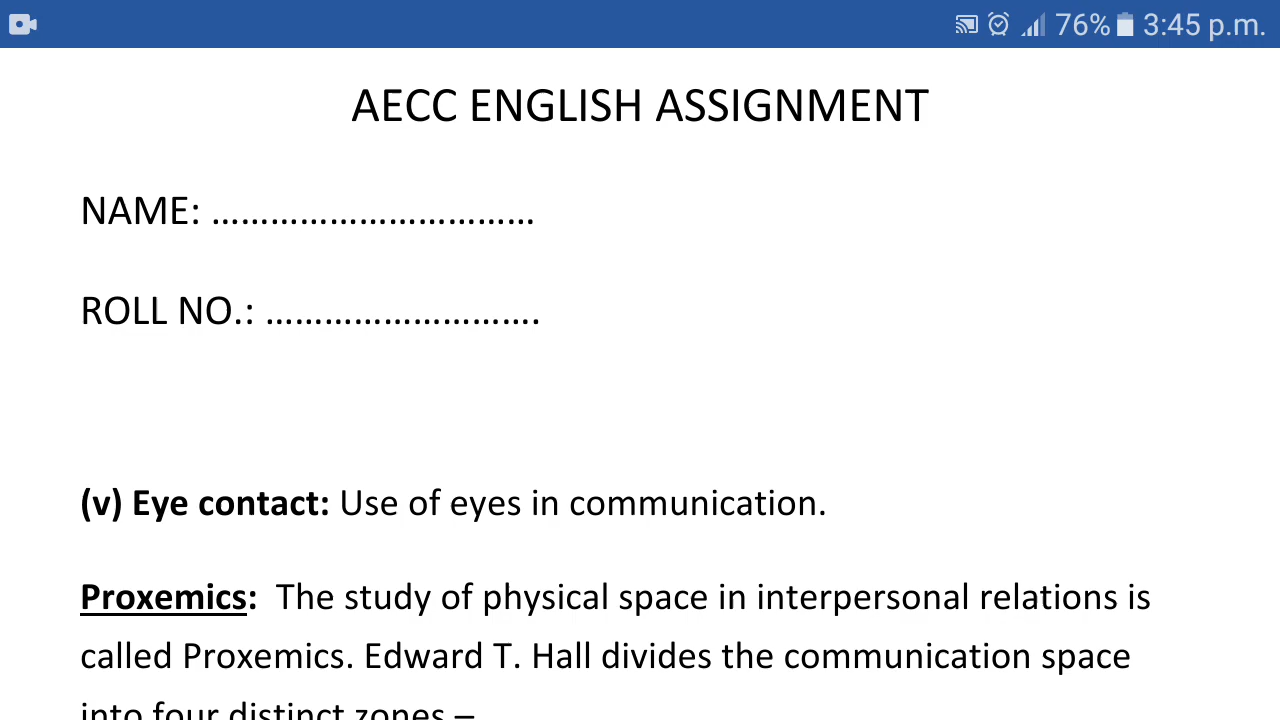 76% 3:45 p.m.
AECC ENGLISH ASSIGNMENT
NAME: .................................
ROLL NO.: ............................
(v) Eye contact: Use of eyes in communication.
Proxemics: The study of physical space in interpersonal relations is
called Proxemics. Edward T. Hall divides the communication space
into four distinct zones –